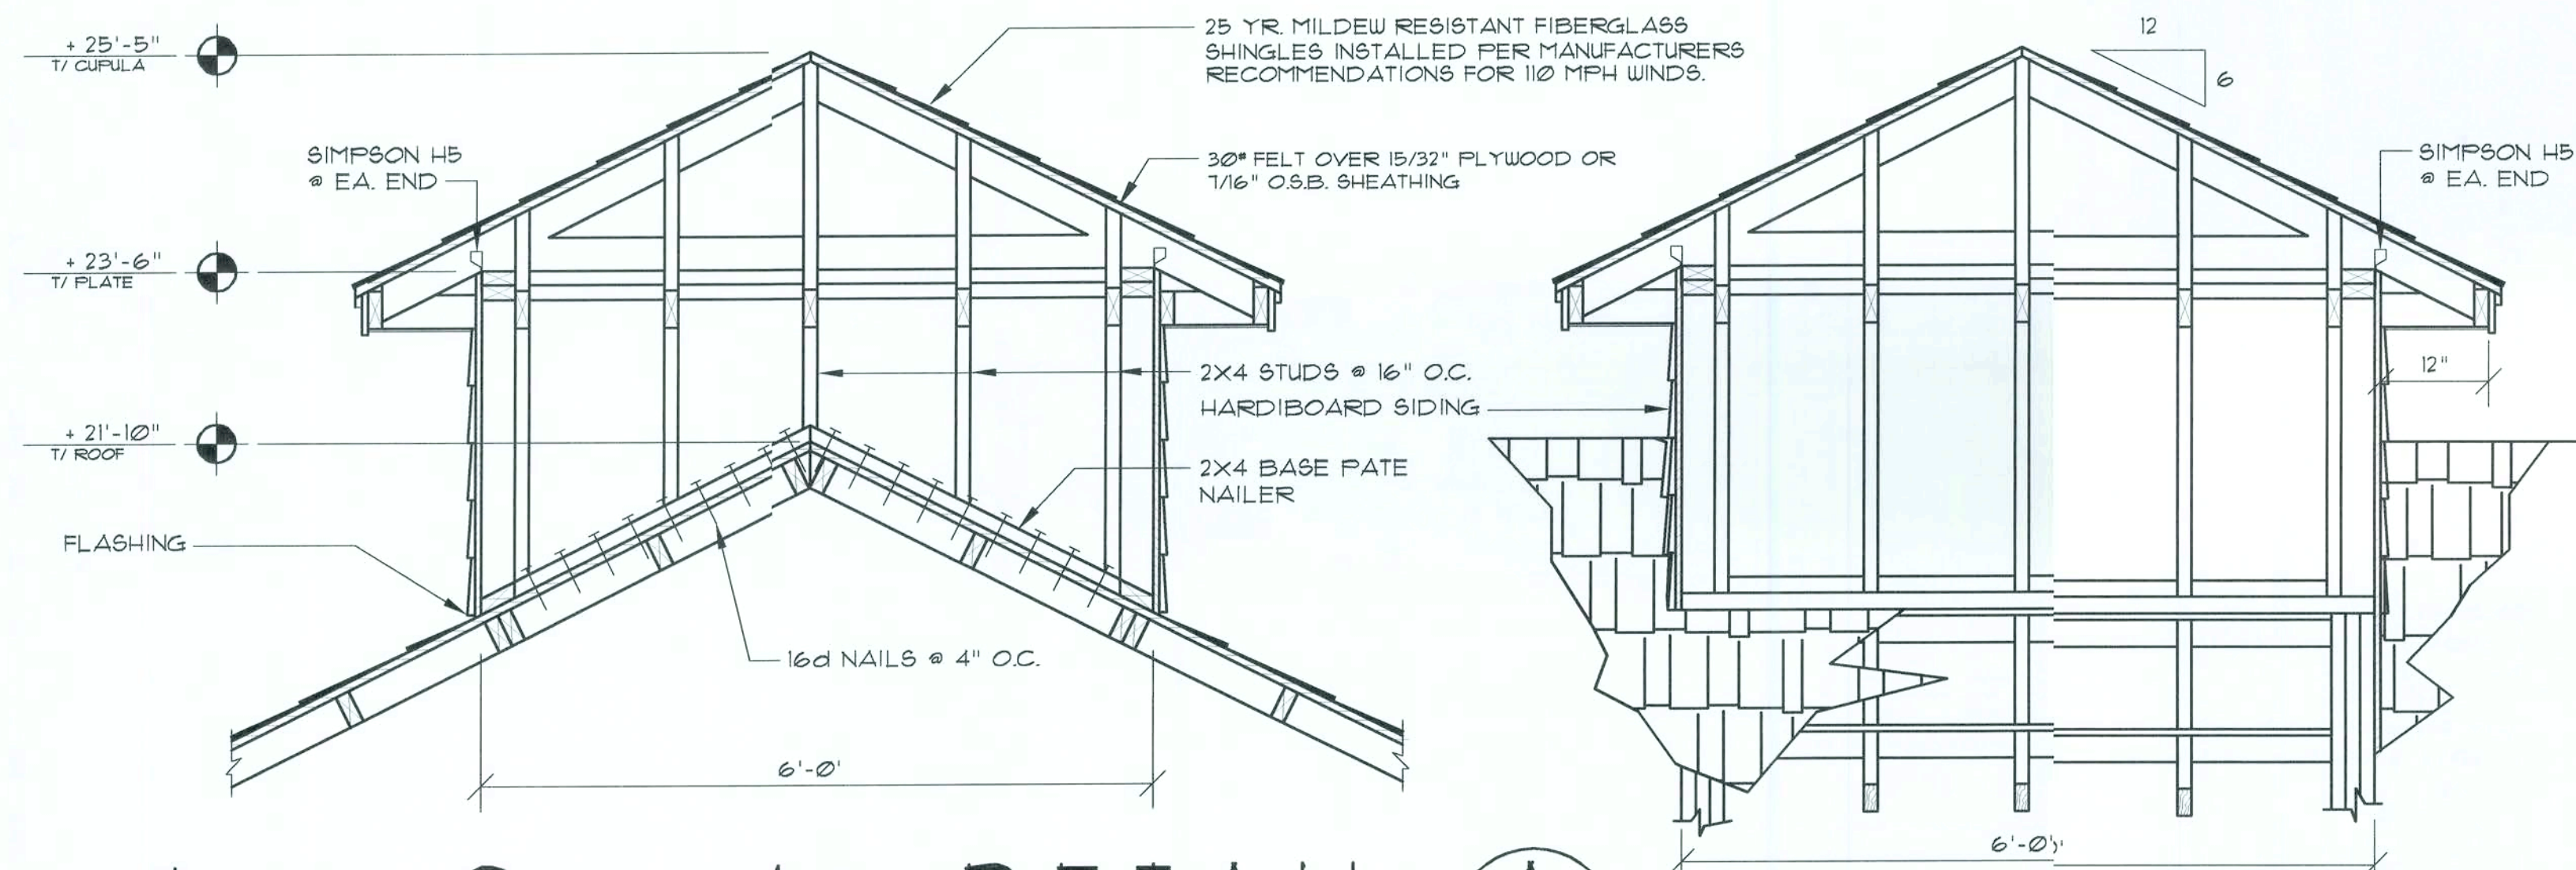 + 25'-5"
T/ CUPULA
25 YR. MILDEW RESISTANT FIBERGLASS
SHINGLES INSTALLED PER MANUFACTURERS
RECOMMENDATIONS FOR 110 MPH WINDS.
12
6
SIMPSON H5
@ EA. END
30# FELT OVER 15/32" PLYWOOD OR
7/16" O.S.B. SHEATHING
SIMPSON H5
@ EA. END
+ 23'-6"
T/ PLATE
2X4 STUDS @ 16" O.C.
HARDIBOARD SIDING
12"
+ 21'-10"
T/ ROOF
2X4 BASE PATE
NAILER
FLASHING
16d NAILS @ 4" O.C.
6'-0'
6'-0'